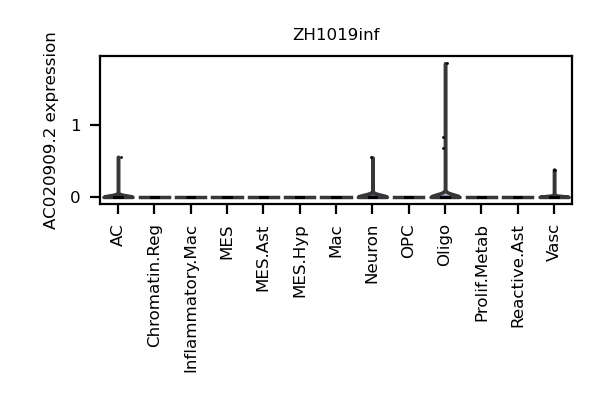 ZH1019inf
AC020909.2 expression
1
0
AC
Chromatin.Reg
Inflammatory.Mac
MES
MES.Ast
MES.Hyp
Mac
Neuron
OPC
Oligo
Prolif.Metab
Reactive.Ast
Vasc